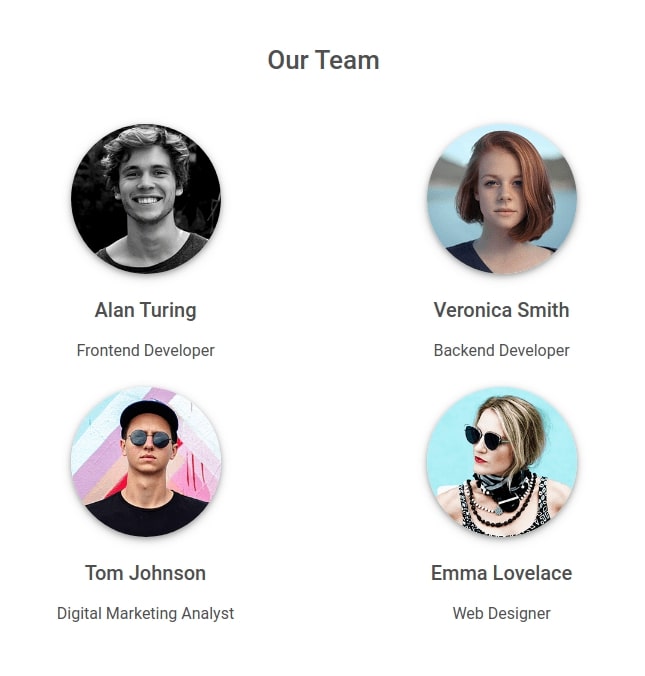 Our Team
Alan Turing
Veronica Smith
Frontend Developer
Backend Developer
Tom Johnson
Emma Lovelace
Digital Marketing Analyst
Web Designer